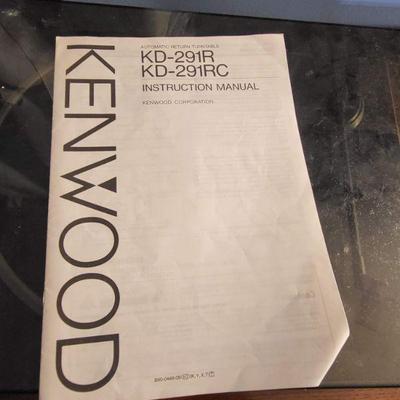 KENWOOD
AUTOMATIC RETURN TURNTABLE
KD-291R
KD-291RC
INSTRUCTION MANUAL
KENWOOD CORPORATION